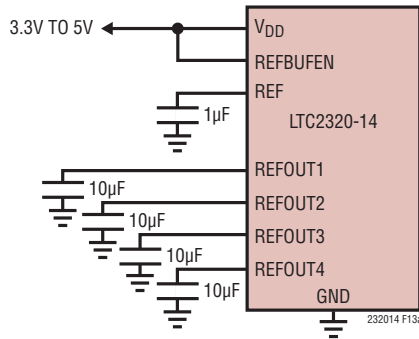 3.3V TO 5V
VDD
REFBUFEN
REF
1µF
LTC2320-14
REFOUT1
10µF
REFOUT2
10µF
REFOUT3
10µF
REFOUT4
10µF
GND
232014 F13a